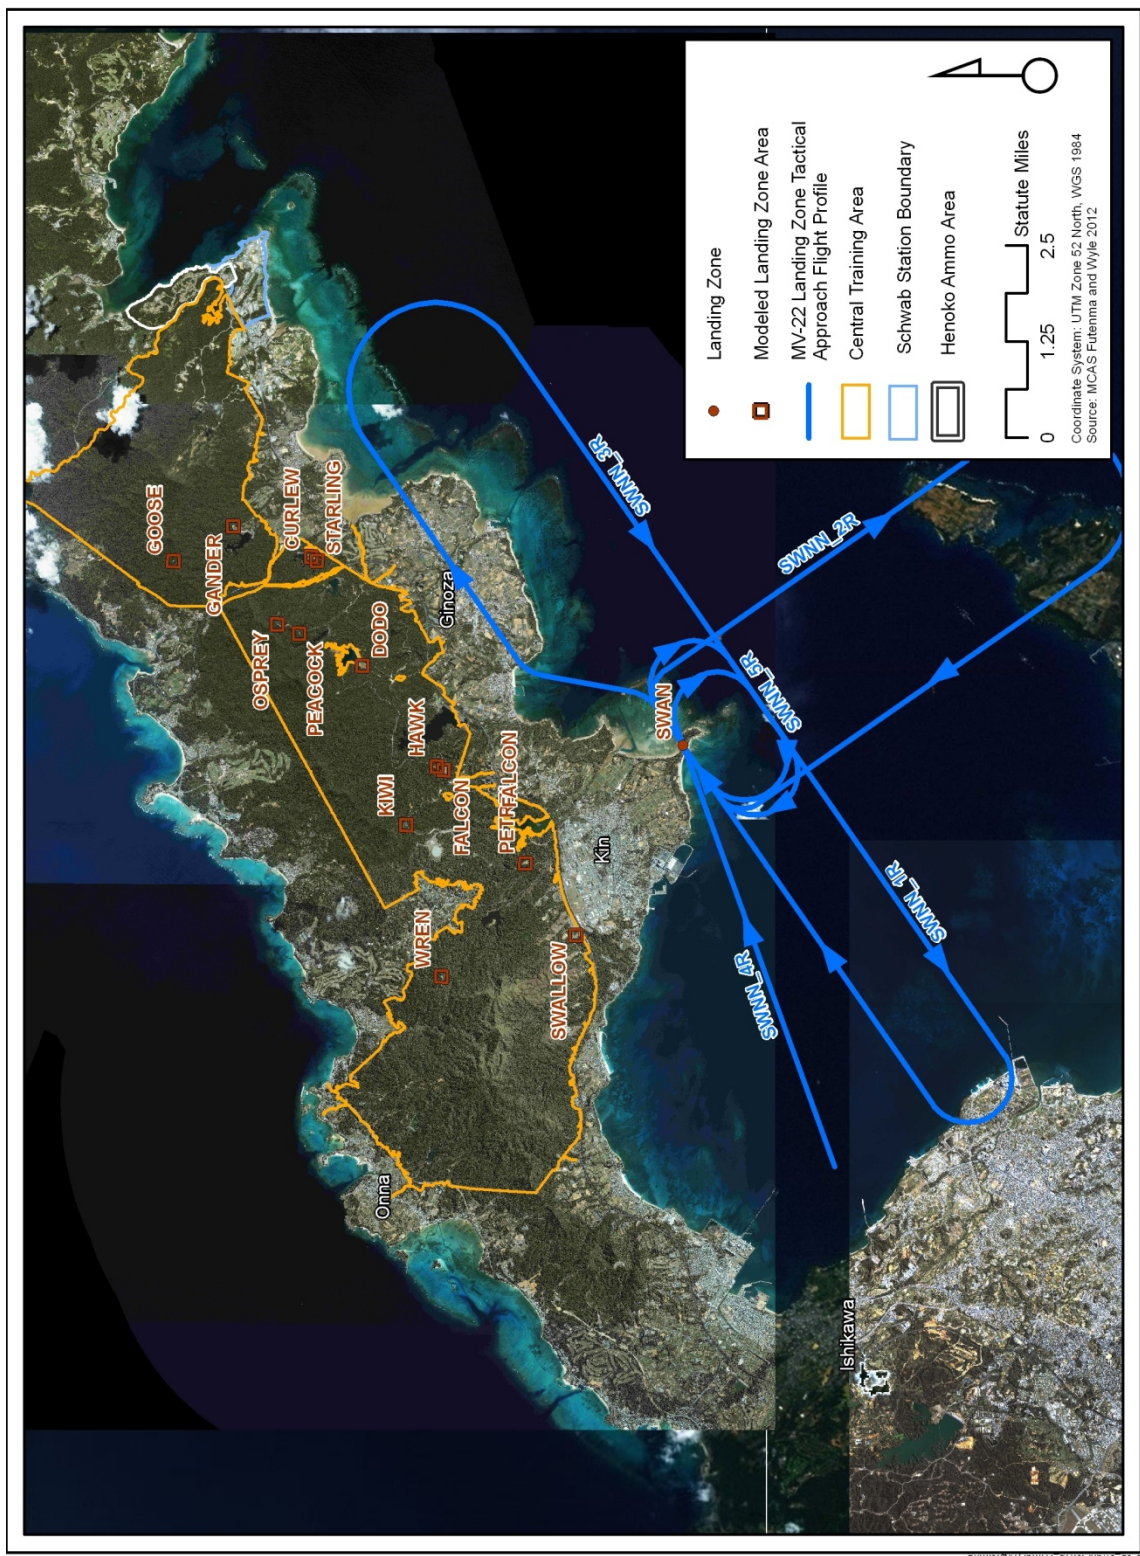 GOOSE
GANDER
CURLEW
STARLING
OSPREY
PEACOCK
DODO
HAWK
KIWI
FALCON
PETRFALCON
WREN
SWALLOW
SWAN
Ginoza
Kin
Onna
Ishikawa
SWNN_3R
SWNN_2R
SWNN_5R
SWNN_1R
SWNN_4R
Landing Zone
Modeled Landing Zone Area
MV-22 Landing Zone Tactical
Approach Flight Profile
Central Training Area
Schwab Station Boundary
Henoko Ammo Area
Statute Miles
0 1.25 2.5
Coordinate System: UTM Zone 52 North, WGS 1984
Source: MCAS Futenma and Wyle 2012